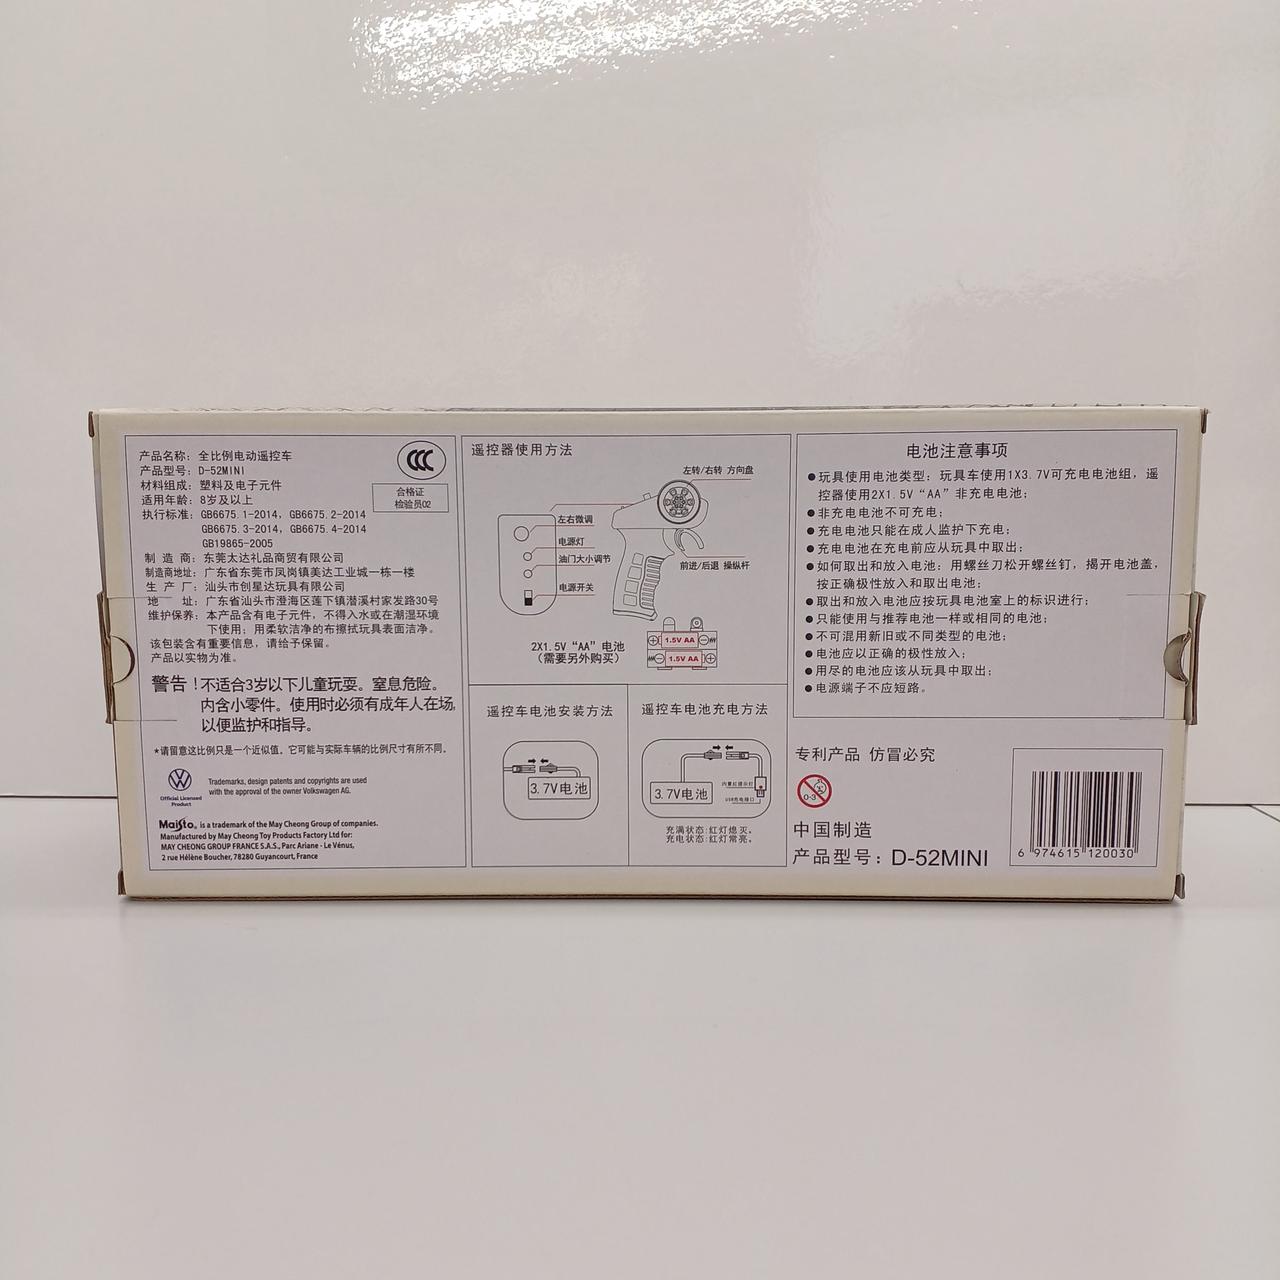 产品名称: 全比例电动遥控车
产品型号: D-52MINI
材料组成: 塑料及电子元件
适用年龄: 8岁及以上
执行标准: GB6675.1-2014, GB6675.2-2014
GB6675.3-2014, GB6675.4-2014
GB19865-2005
制 造 商: 东莞太达礼品商贸有限公司
制造商地址: 广东省东莞市凤岗镇美达工业城一栋一楼
生 产 厂: 汕头市创星达玩具有限公司
地 址: 广东省汕头市澄海区莲下镇潜溪村家发路30号
维护保养: 本产品含有电子元件，不得入水或在潮湿环境
下使用; 用柔软洁净的布擦拭玩具表面洁净。
该包装含有重要信息，请给予保留。
产品以实物为准。
CCC
合格证
检验员02
警告！不适合3岁以下儿童玩耍。窒息危险。
内含小零件。使用时必须有成年人在场,
以便监护和指导。
*请留意这比例只是一个近似值。它可能与实际车辆的比例尺寸有所不同。
Official Licensed
Product
Trademarks, design patents and copyrights are used
with the approval of the owner Volkswagen AG.
Maisto® is a trademark of the May Cheong Group of companies.
Manufactured by May Cheong Toy Products Factory Ltd for:
MAY CHEONG GROUP FRANCE S.A.S., Parc Ariane - Le Vénus,
2 rue Hélène Boucher, 78280 Guyancourt, France
遥控器使用方法
左转/右转 方向盘
左右微调
电源灯
油门大小调节
电源开关
前进/后退 操纵杆
2X1.5V “AA” 电池
(需要另外购买)
1.5V AA
1.5V AA
遥控车电池安装方法
3.7V电池
遥控车电池充电方法
3.7V电池
内置红提示灯
USB充电接口
充满状态:红灯熄灭。
充电状态:红灯常亮。
电池注意事项
●玩具使用电池类型: 玩具车使用1X3.7V可充电电池组，遥
控器使用2X1.5V “AA” 非充电电池;
●非充电电池不可充电;
●充电电池只能在成人监护下充电;
●充电电池在充电前应从玩具中取出;
●如何取出和放入电池: 用螺丝刀松开螺丝钉，揭开电池盖,
按正确极性放入和取出电池;
●取出和放入电池应按玩具电池室上的标识进行;
●只能使用与推荐电池一样或相同的电池;
●不可混用新旧或不同类型的电池;
●电池应以正确的极性放入;
●用尽的电池应该从玩具中取出;
●电源端子不应短路。
专利产品 仿冒必究
0-3
中国制造
产品型号: D-52MINI
6 974615 120030